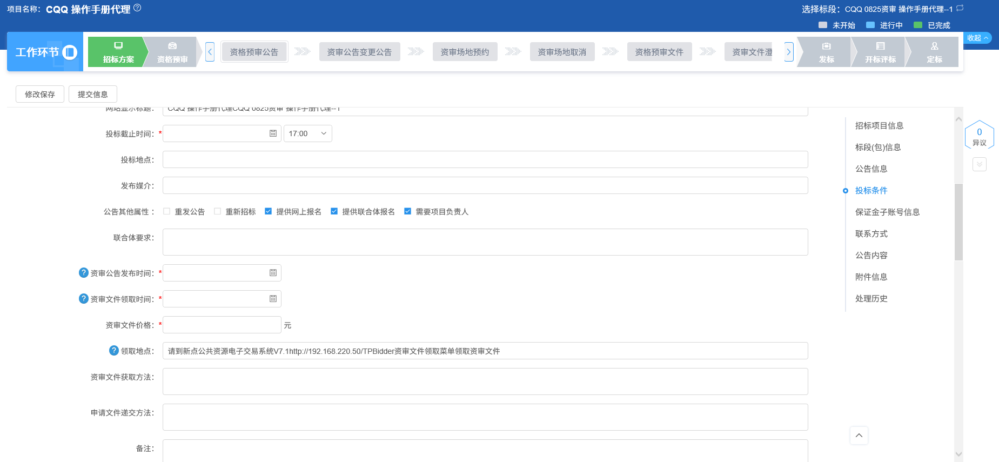 项目名称： CQQ 操作手册代理
选择标段：CQQ 0825资审 操作手册代理--1
未开始 进行中 已完成
工作环节
招标方案
资格预审
资格预审公告
资审公告变更公告
资审场地预约
资审场地取消
资格预审文件
资审文件澄
发标
开标评标
定标
收起
修改保存
提交信息
网站显示标题： CQQ 操作手册代理CQQ 0825资审 操作手册代理--1
投标截止时间：* 17:00
投标地点：
发布媒介：
公告其他属性： 重发公告 重新招标 提供网上报名 提供联合体报名 需要项目负责人
联合体要求：
? 资审公告发布时间：*
? 资审文件领取时间：*
资审文件价格：* 元
? 领取地点： 请到新点公共资源电子交易系统V7.1http://192.168.220.50/TPBidder资审文件领取菜单领取资审文件
资审文件获取方法：
申请文件递交方法：
备注：
招标项目信息
标段(包)信息
公告信息
投标条件
保证金子账号信息
联系方式
公告内容
附件信息
处理历史
0
异议